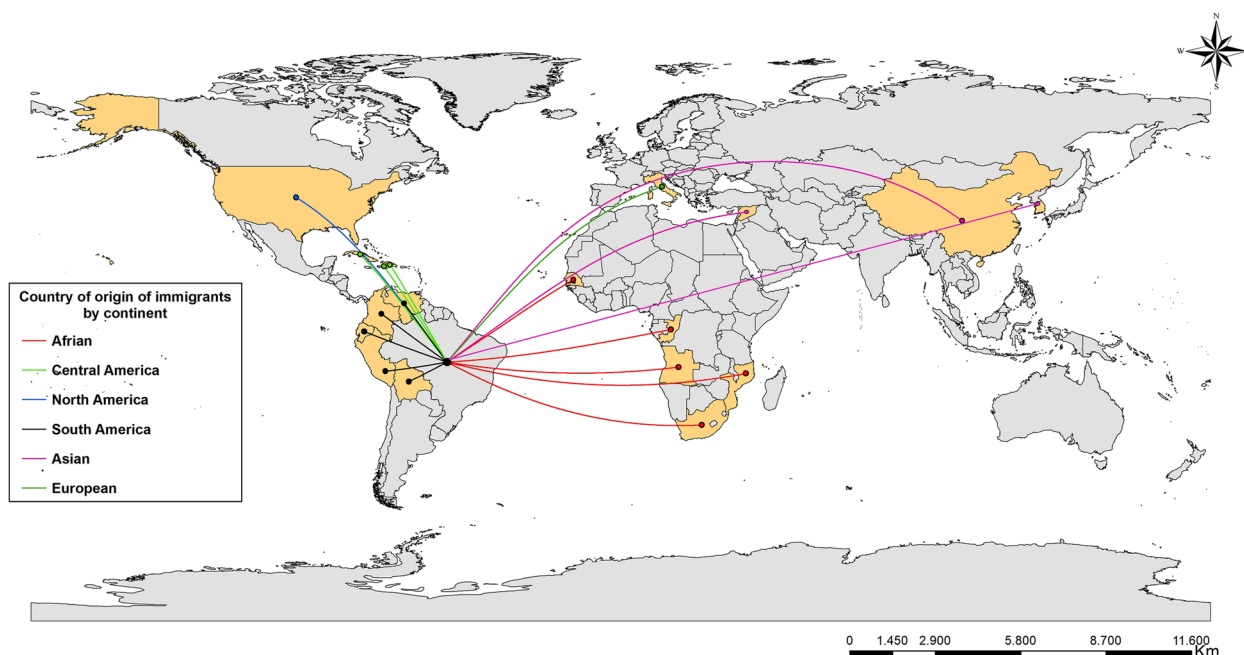 N
W
E
S
Country of origin of immigrants
by continent
Afrian
Central America
North America
South America
Asian
European
0 1.450 2.900 5.800 8.700 11.600
Km